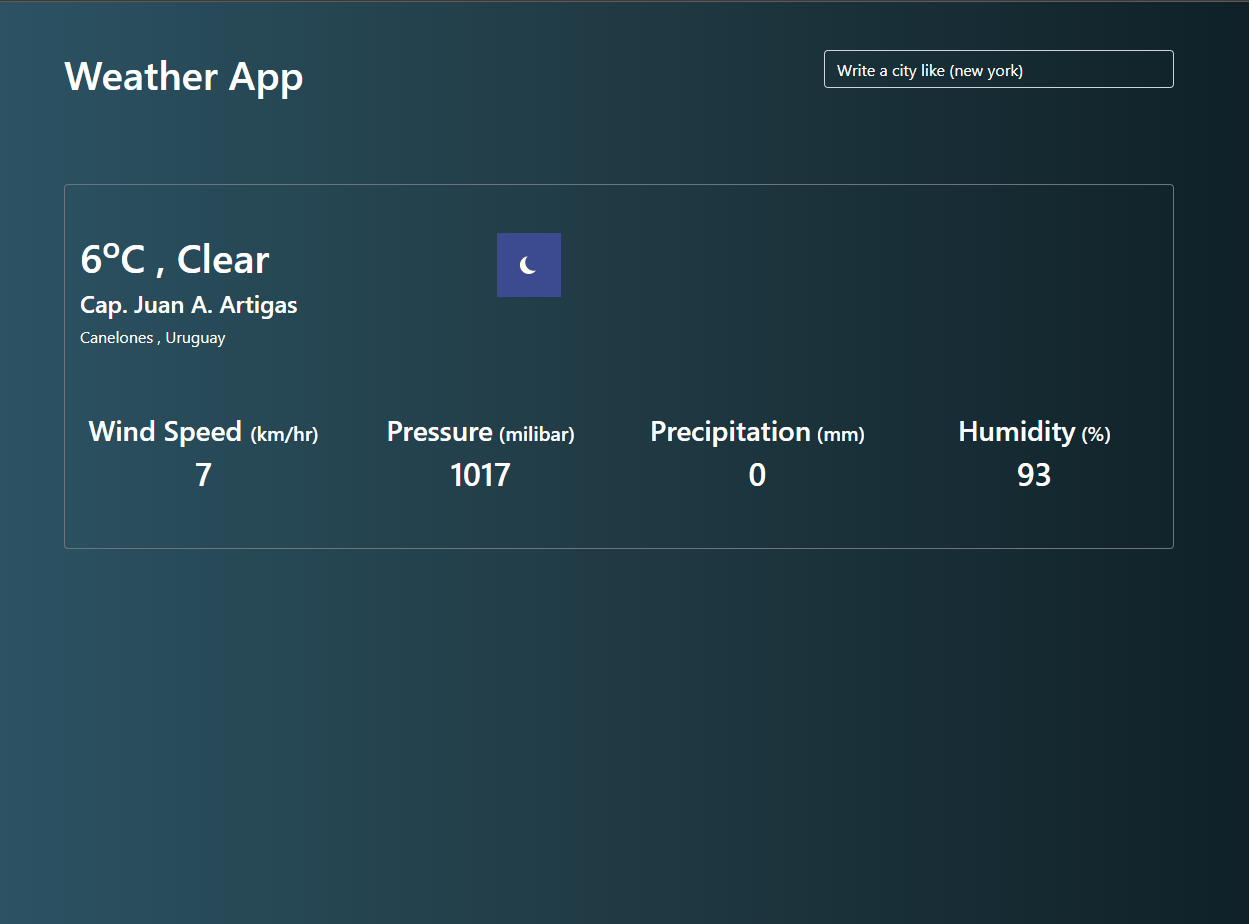 Weather App
Write a city like (new york)
6°C , Clear
Cap. Juan A. Artigas
Canelones , Uruguay
Wind Speed (km/hr)
7
Pressure (milibar)
1017
Precipitation (mm)
0
Humidity (%)
93